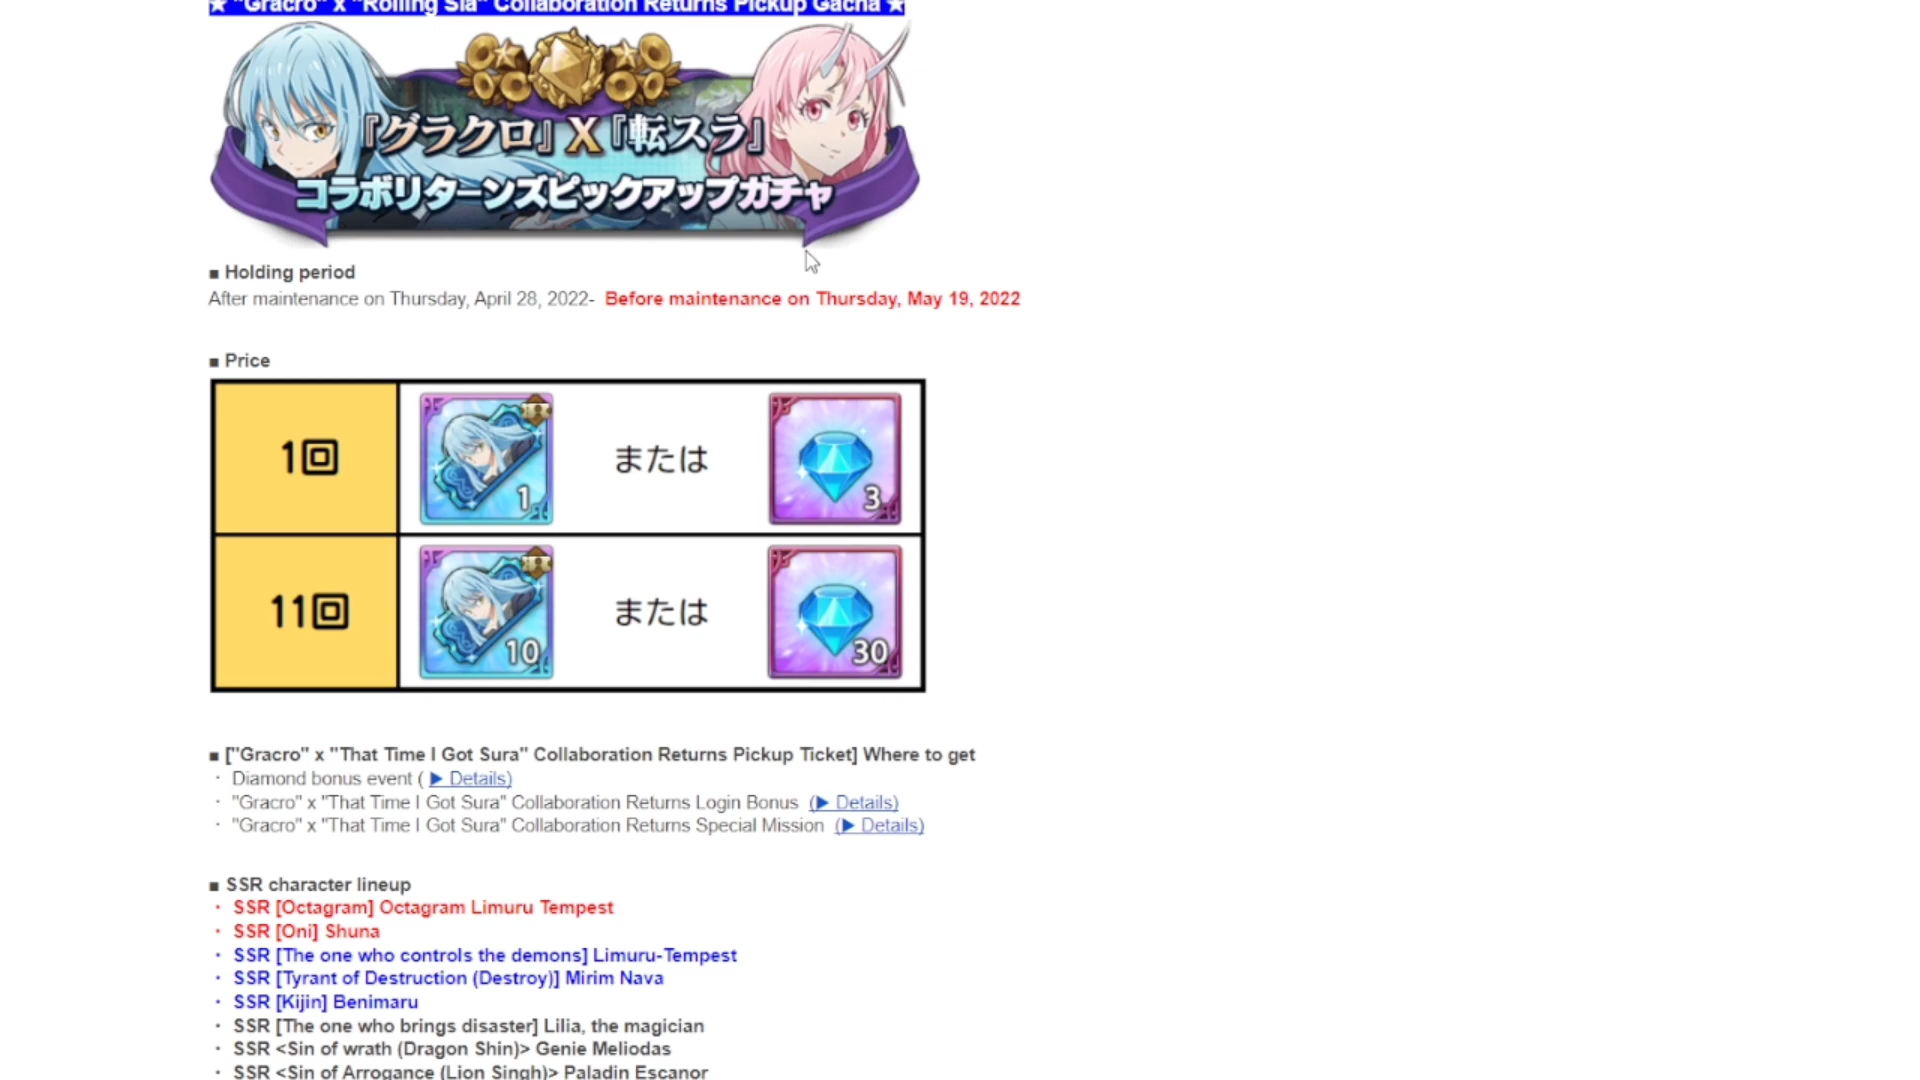 ★ "Gracro" x "Rolling Sla" Collaboration Returns Pickup Gacha ★
『グラクロ』X『転スラ』
コラボリターンズピックアップガチャ
■ Holding period
After maintenance on Thursday, April 28, 2022- Before maintenance on Thursday, May 19, 2022
■ Price
1回 1 または 3
11回 10 または 30
■ ["Gracro" x "That Time I Got Sura" Collaboration Returns Pickup Ticket] Where to get
・ Diamond bonus event ( ▶ Details)
・ "Gracro" x "That Time I Got Sura" Collaboration Returns Login Bonus (▶ Details)
・ "Gracro" x "That Time I Got Sura" Collaboration Returns Special Mission (▶ Details)
■ SSR character lineup
・ SSR [Octagram] Octagram Limuru Tempest
・ SSR [Oni] Shuna
・ SSR [The one who controls the demons] Limuru-Tempest
・ SSR [Tyrant of Destruction (Destroy)] Mirim Nava
・ SSR [Kijin] Benimaru
・ SSR [The one who brings disaster] Lilia, the magician
・ SSR <Sin of wrath (Dragon Shin)> Genie Meliodas
・ SSR <Sin of Arrogance (Lion Singh)> Paladin Escanor